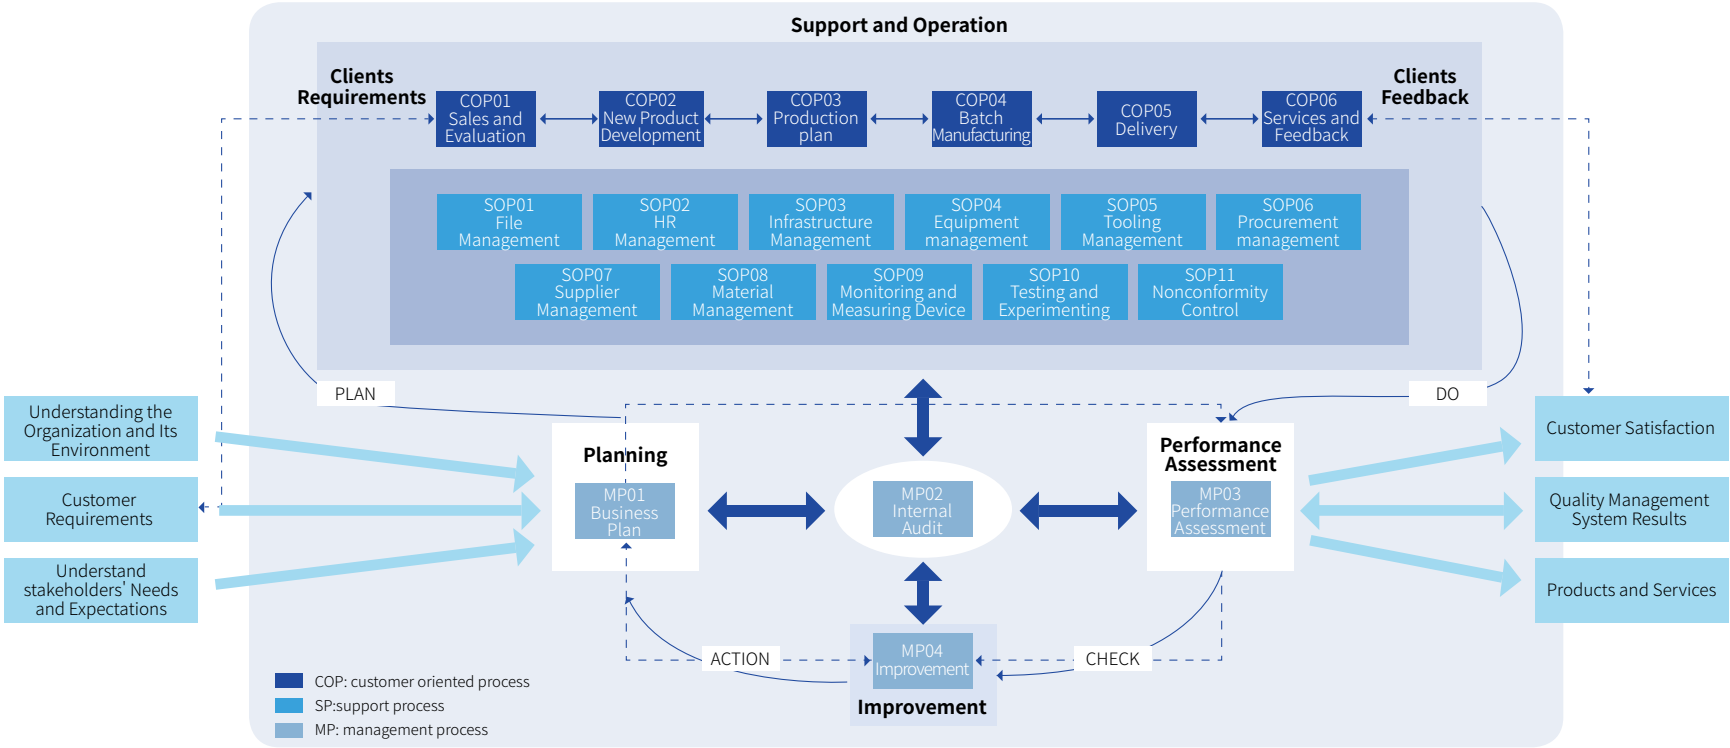 Support and Operation
Clients
Requirements
Clients
Feedback
COP01
Sales and
Evaluation
COP02
New Product
Development
COP03
Production
plan
COP04
Batch
Manufacturing
COP05
Delivery
COP06
Services and
Feedback
SOP01
File
Management
SOP02
HR
Management
SOP03
Infrastructure
Management
SOP04
Equipment
management
SOP05
Tooling
Management
SOP06
Procurement
management
SOP07
Supplier
Management
SOP08
Material
Management
SOP09
Monitoring and
Measuring Device
SOP10
Testing and
Experimenting
SOP11
Nonconformity
Control
PLAN
DO
Understanding the
Organization and Its
Environment
Customer
Requirements
Understand
stakeholders' Needs
and Expectations
Planning
MP01
Business
Plan
MP02
Internal
Audit
Performance
Assessment
MP03
Performance
Assessment
Customer Satisfaction
Quality Management
System Results
Products and Services
ACTION
MP04
Improvement
CHECK
Improvement
COP: customer oriented process
SP:support process
MP: management process